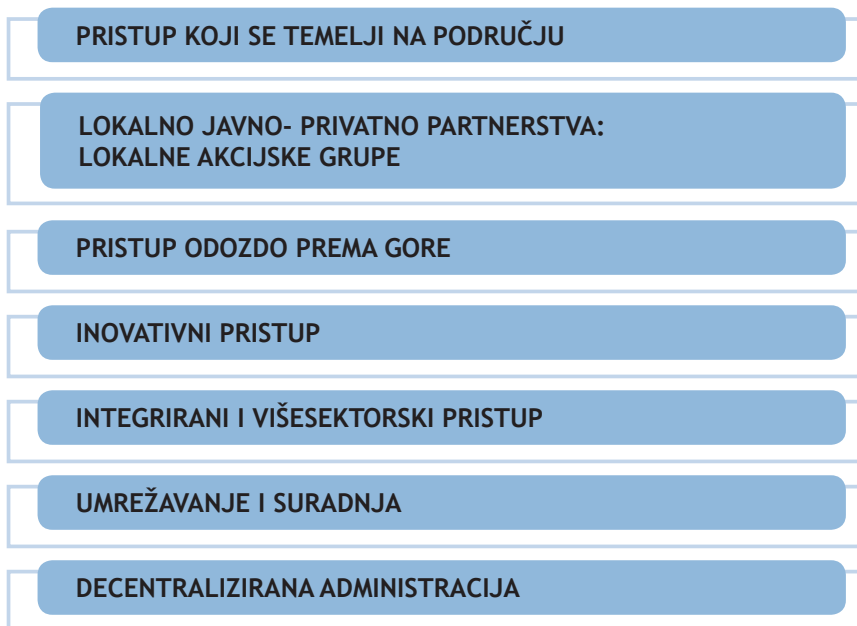 PRISTUP KOJI SE TEMELJI NA PODRUČJU
LOKALNO JAVNO- PRIVATNO PARTNERSTVA:
LOKALNE AKCIJSKE GRUPE
PRISTUP ODOZDO PREMA GORE
INOVATIVNI PRISTUP
INTEGRIRANI I VIŠESEKTORSKI PRISTUP
UMREŽAVANJE I SURADNJA
DECENTRALIZIRANA ADMINISTRACIJA